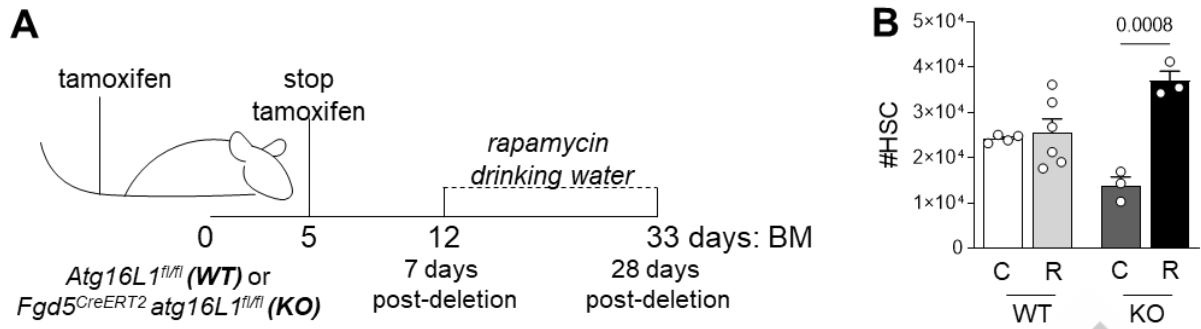 A
tamoxifen
stop
tamoxifen
rapamycin
drinking water
0
5
12
33 days: BM
7 days
post-deletion
28 days
post-deletion
Atg16L1fl/fl (WT) or
Fgd5CreERT2 atg16L1fl/fl (KO)
B
#HSC
5×10⁴
4×10⁴
3×10⁴
2×10⁴
1×10⁴
0
0.0008
C
R
C
R
WT
KO